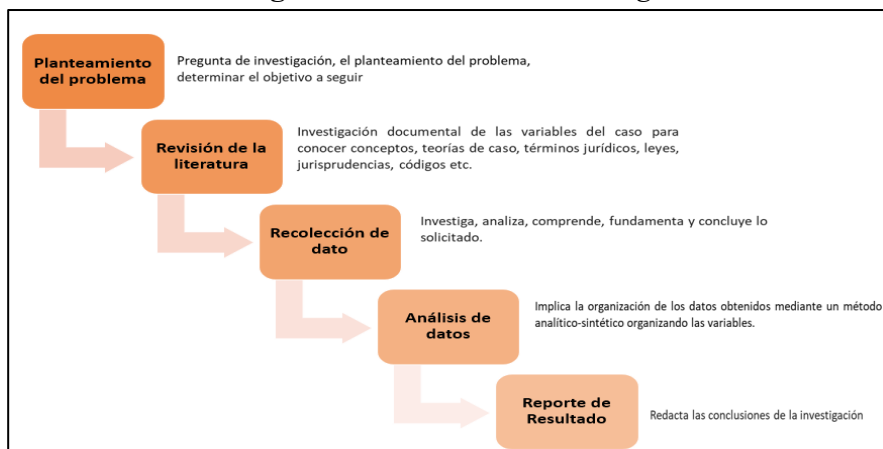 Planteamiento
del problema
Pregunta de investigación, el planteamiento del problema,
determinar el objetivo a seguir
Revisión de la
literatura
Investigación documental de las variables del caso para
conocer conceptos, teorías de caso, términos jurídicos, leyes,
jurisprudencias, códigos etc.
Recolección de
dato
Investiga, analiza, comprende, fundamenta y concluye lo
solicitado.
Análisis de
datos
Implica la organización de los datos obtenidos mediante un método
analítico-sintético organizando las variables.
Reporte de
Resultado
Redacta las conclusiones de la investigación